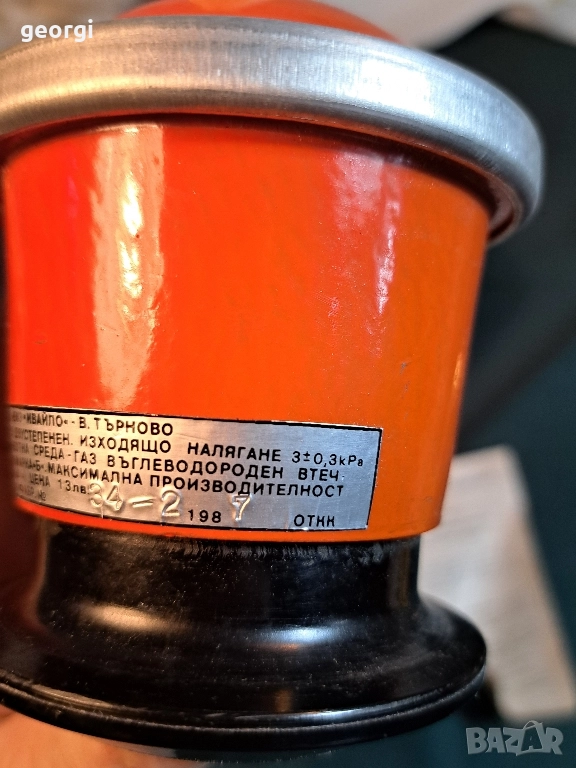 georgi
«ИВАЙЛО» - В. ТЪРНОВО
СТЕПЕНЕН. ИЗХОДЯЩО НАЛЯГАНЕ 3±0,3kPa
СРЕДА-ГАЗ ВЪГЛЕВОДОРОДЕН ВТЕЧ.
МАКСИМАЛНА ПРОИЗВОДИТЕЛНОСТ
ЦЕНА 13лв. 34-2 1987 ОТКК
BAZAR